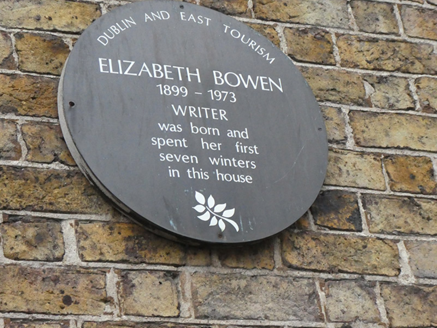 DUBLIN AND EAST TOURISM
ELIZABETH BOWEN
1899 - 1973
WRITER
was born and
spent her first
seven winters
in this house